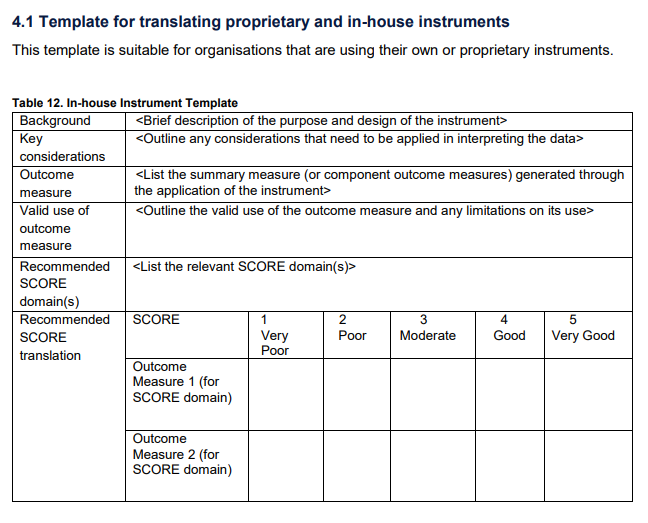 4.1 Template for translating proprietary and in-house instruments
This template is suitable for organisations that are using their own or proprietary instruments.
Table 12. In-house Instrument Template
Background
<Brief description of the purpose and design of the instrument>
Key
considerations
<Outline any considerations that need to be applied in interpreting the data>
Outcome
measure
<List the summary measure (or component outcome measures) generated through
the application of the instrument>
Valid use of
outcome
measure
<Outline the valid use of the outcome measure and any limitations on its use>
Recommended
SCORE
domain(s)
<List the relevant SCORE domain(s)>
Recommended
SCORE
translation
SCORE
1
Very
Poor
2
Poor
3
Moderate
4
Good
5
Very Good
Outcome
Measure 1 (for
SCORE domain)
Outcome
Measure 2 (for
SCORE domain)